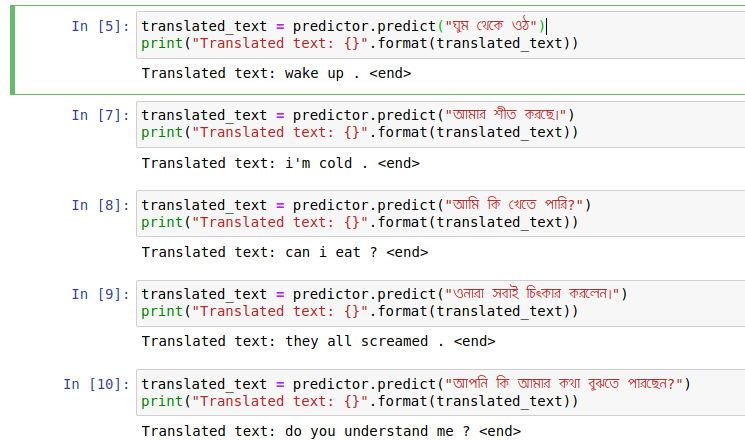 In [5]: translated_text = predictor.predict("ঘুম থেকে ওঠ")
print("Translated text: {}".format(translated_text))
Translated text: wake up . <end>
In [7]: translated_text = predictor.predict("আমার শীত করছে।")
print("Translated text: {}".format(translated_text))
Translated text: i'm cold . <end>
In [8]: translated_text = predictor.predict("আমি কি খেতে পারি?")
print("Translated text: {}".format(translated_text))
Translated text: can i eat ? <end>
In [9]: translated_text = predictor.predict("ওনারা সবাই চিৎকার করলেন।")
print("Translated text: {}".format(translated_text))
Translated text: they all screamed . <end>
In [10]: translated_text = predictor.predict("আপনি কি আমার কথা বুঝতে পারছেন?")
print("Translated text: {}".format(translated_text))
Translated text: do you understand me ? <end>